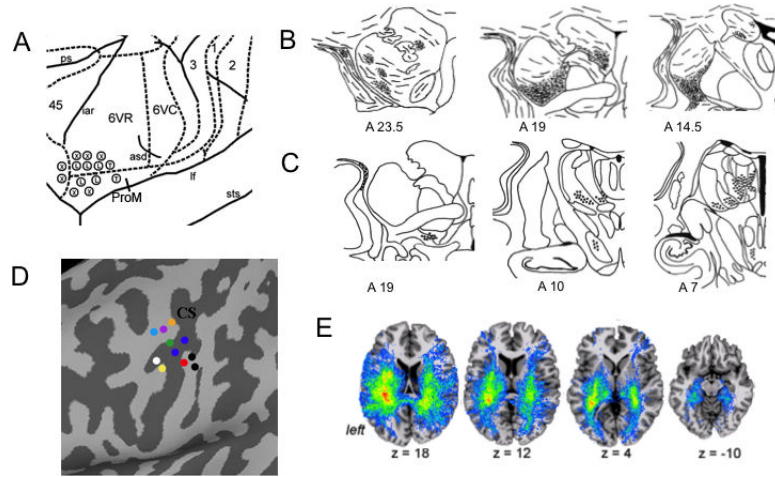 A
ps
1
3
2
45
iar
6VR
6VC
asd
lf
X X X
X L L L T
X L L T
X X
ProM
sts
B
A 23.5
A 19
A 14.5
C
A 19
A 10
A 7
D
CS
E
left
z = 18
z = 12
z = 4
z = -10